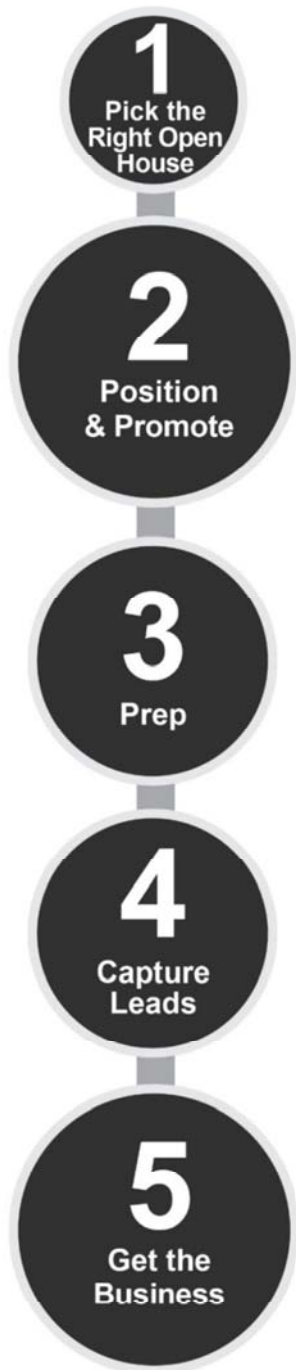 1
Pick the
Right Open
House
2
Position
& Promote
3
Prep
4
Capture
Leads
5
Get the
Business